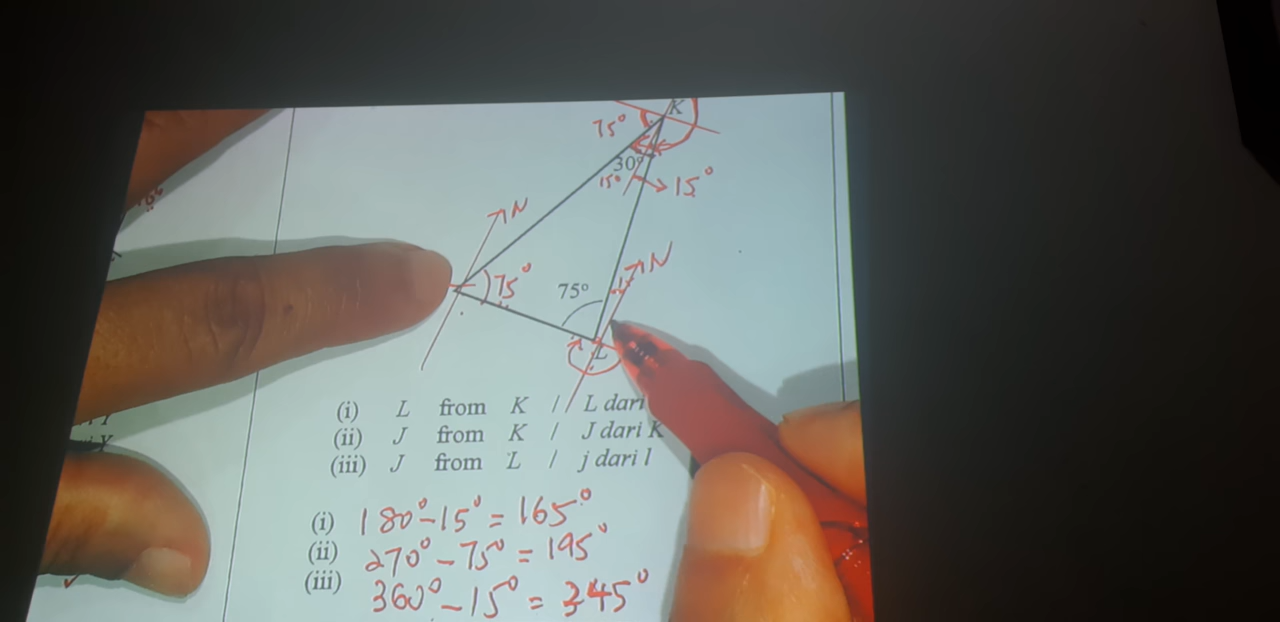 K
75°
30°
15°
15°
N
75°
N
75°
L
(i) L from K / L dari
(ii) J from K / J dari K
(iii) J from L / j dari l
(i) 180° - 15° = 165°
(ii) 270° - 75° = 195°
(iii) 360° - 15° = 345°